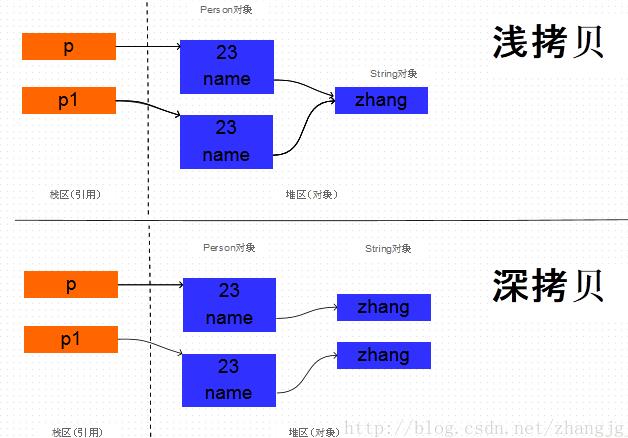 Person对象
浅拷贝
p
23
name
String对象
p1
zhang
23
name
栈区(引用)
堆区(对象)
Person对象
String对象
深拷贝
p
23
name
zhang
p1
zhang
23
name
栈区(引用)
堆区(对象)
http://blog.csdn.net/zhangjg